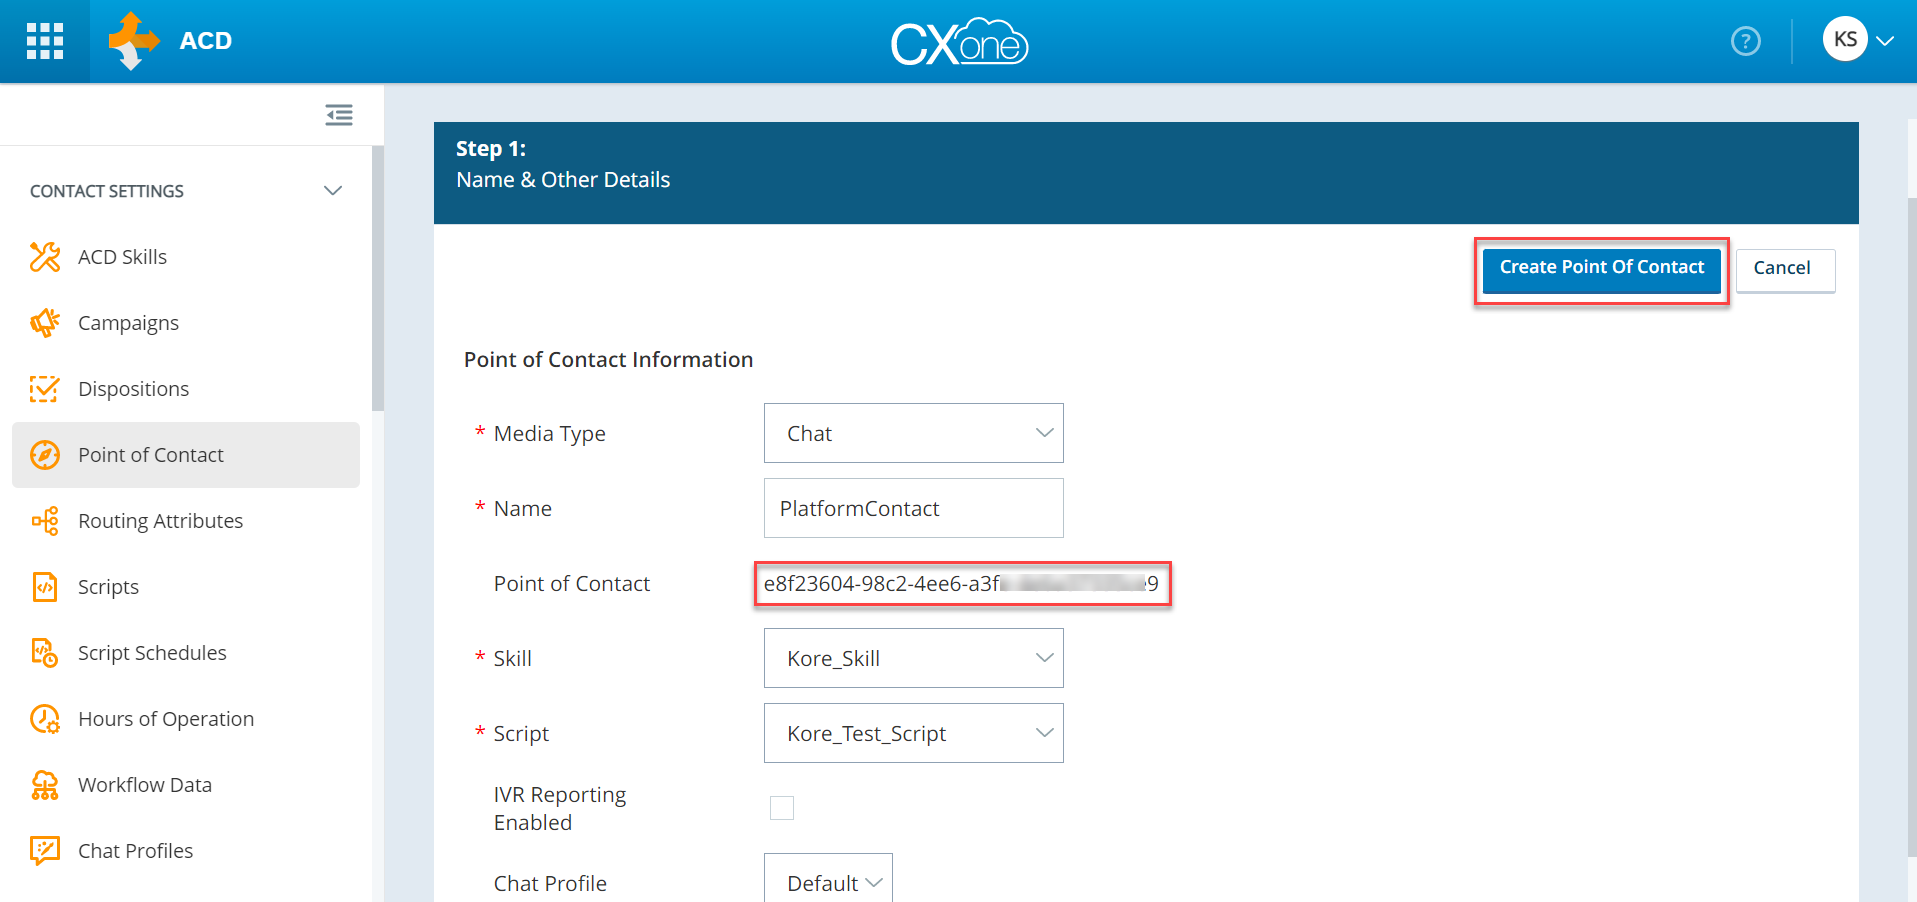 ACD
CXone
?
KS
CONTACT SETTINGS
ACD Skills
Campaigns
Dispositions
Point of Contact
Routing Attributes
Scripts
Script Schedules
Hours of Operation
Workflow Data
Chat Profiles
Step 1:
Name & Other Details
Create Point Of Contact
Cancel
Point of Contact Information
* Media Type
Chat
* Name
PlatformContact
Point of Contact
e8f23604-98c2-4ee6-a3f
e9
* Skill
Kore_Skill
* Script
Kore_Test_Script
IVR Reporting
Enabled
Chat Profile
Default